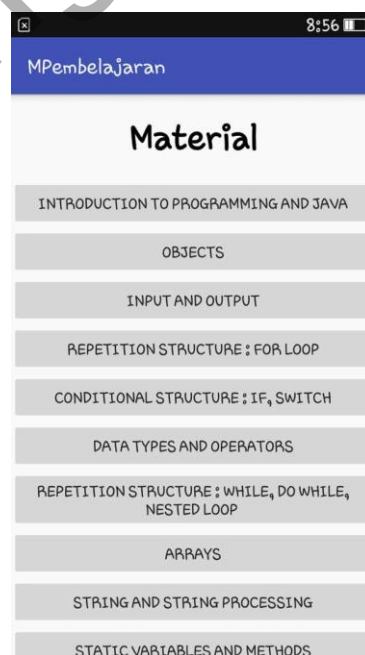 8:56
MPembelajaran
Material
INTRODUCTION TO PROGRAMMING AND JAVA
OBJECTS
INPUT AND OUTPUT
REPETITION STRUCTURE : FOR LOOP
CONDITIONAL STRUCTURE : IF, SWITCH
DATA TYPES AND OPERATORS
REPETITION STRUCTURE : WHILE, DO WHILE,
NESTED LOOP
ARRAYS
STRING AND STRING PROCESSING
STATIC VARIABLES AND METHODS